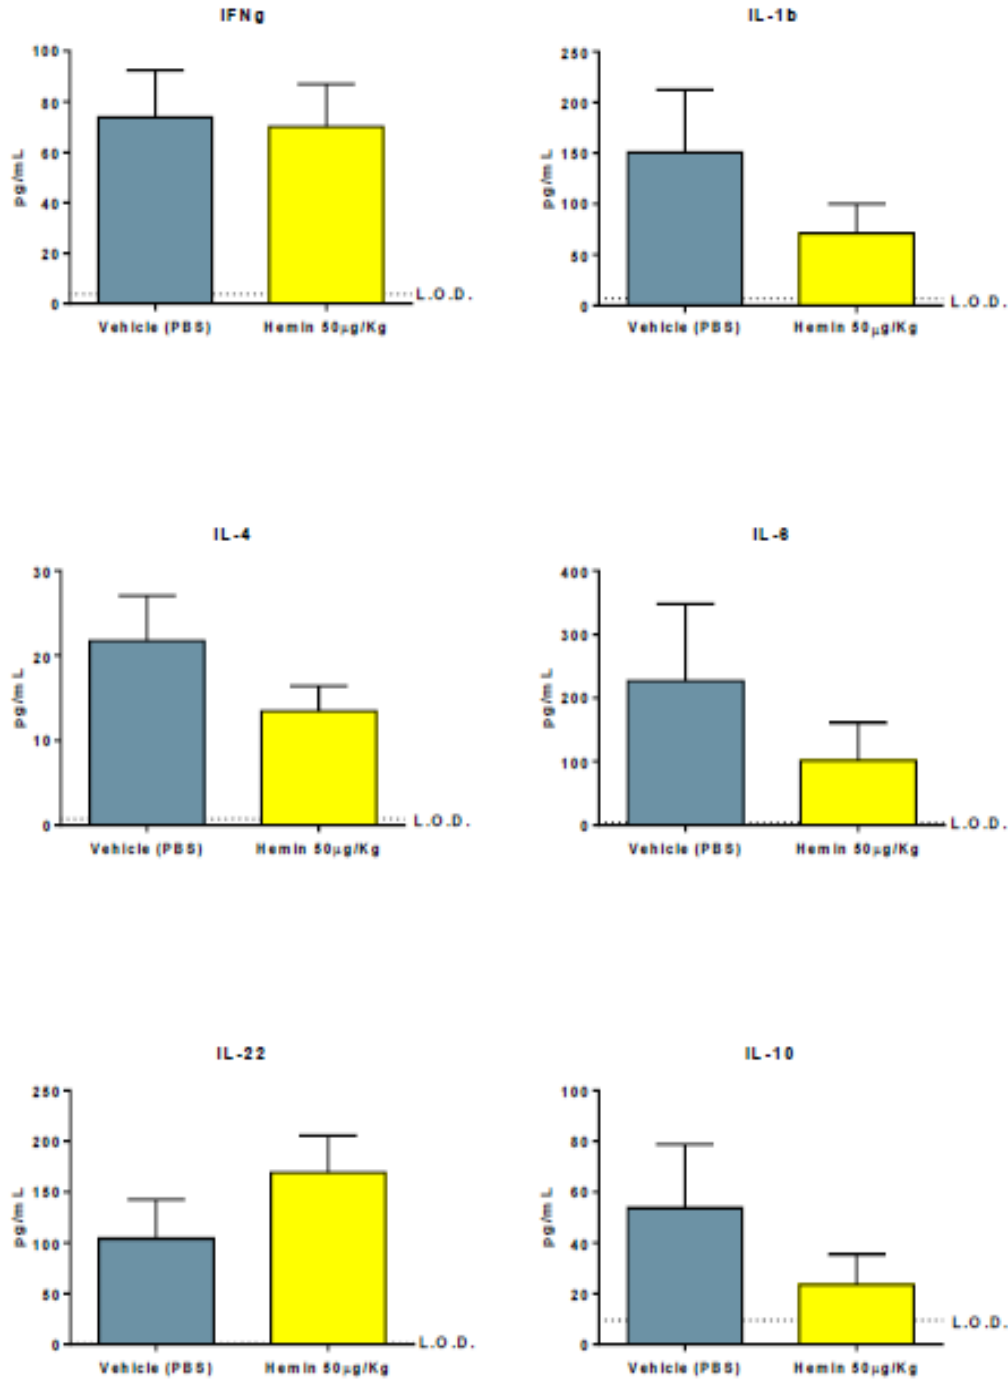 IFNg
100
80
60
40
20
0
pg/mL
L.O.D.
Vehicle (PBS) Hemin 50µg/Kg
IL-1b
250
200
150
100
50
0
pg/mL
L.O.D.
Vehicle (PBS) Hemin 50µg/Kg
IL-4
30
20
10
0
pg/mL
L.O.D.
Vehicle (PBS) Hemin 50µg/Kg
IL-6
400
300
200
100
0
pg/mL
L.O.D.
Vehicle (PBS) Hemin 50µg/Kg
IL-22
250
200
150
100
50
0
pg/mL
L.O.D.
Vehicle (PBS) Hemin 50µg/Kg
IL-10
100
80
60
40
20
0
pg/mL
L.O.D.
Vehicle (PBS) Hemin 50µg/Kg